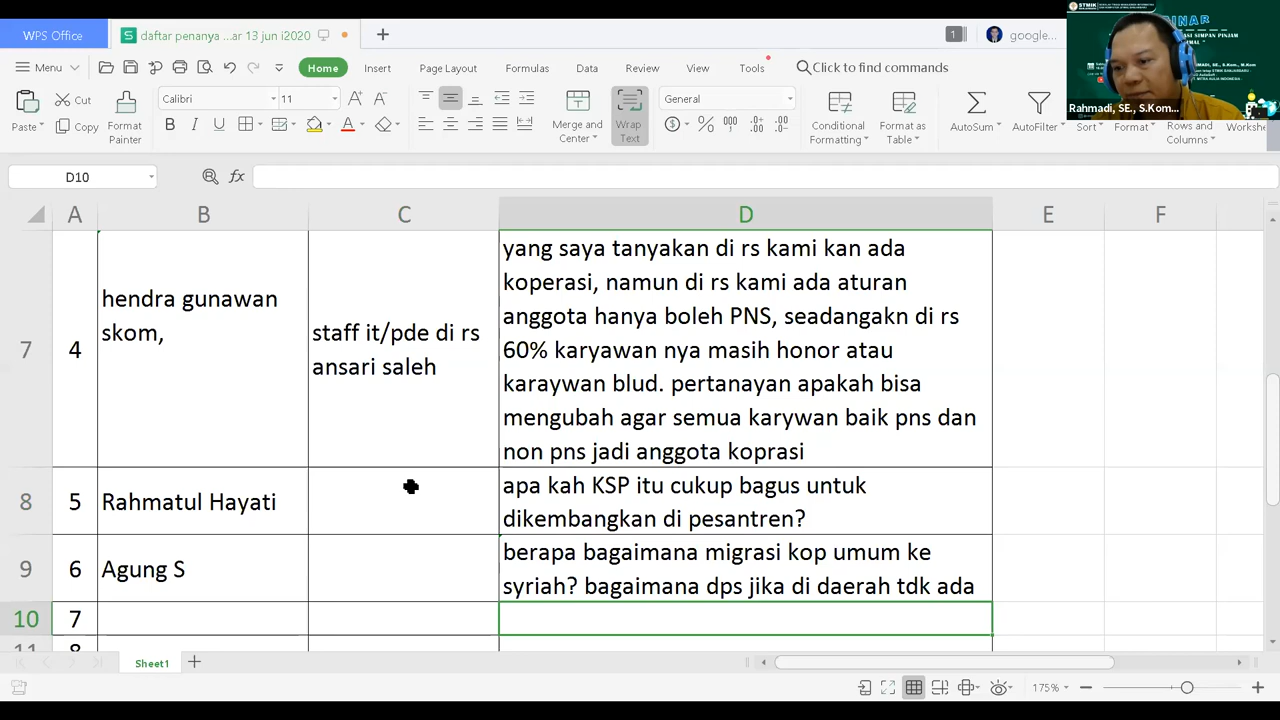 WPS Office
daftar penanya ...ar 13 jun i2020
1
google...
STMIK
Menu
Home
Insert
Page Layout
Formulas
Data
Review
View
Tools
Click to find commands
Paste
Cut
Copy
Format Painter
Calibri
11
B I U
Merge and Center
Wrap Text
General
Conditional Formatting
Format as Table
AutoSum
AutoFilter
Sort
Format
Rows and Columns
Workshe
Rahmadi, SE., S.Kom...
D10
fx
A B C D E F
7
4
hendra gunawan
skom,
staff it/pde di rs
ansari saleh
yang saya tanyakan di rs kami kan ada
koperasi, namun di rs kami ada aturan
anggota hanya boleh PNS, seadangakn di rs
60% karyawan nya masih honor atau
karaywan blud. pertanayan apakah bisa
mengubah agar semua karywan baik pns dan
non pns jadi anggota koprasi
8
5
Rahmatul Hayati
apa kah KSP itu cukup bagus untuk
dikembangkan di pesantren?
9
6
Agung S
berapa bagaimana migrasi kop umum ke
syriah? bagaimana dps jika di daerah tdk ada
10
7
11
8
Sheet1
175%